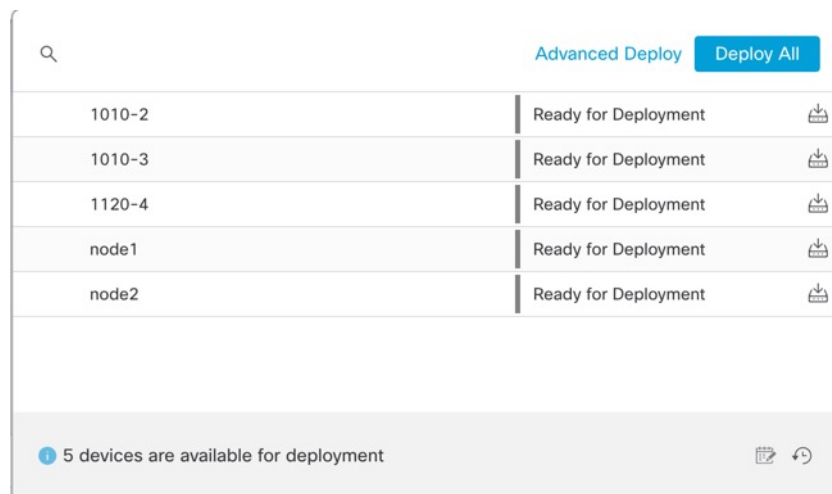 Advanced Deploy Deploy All
1010-2 Ready for Deployment
1010-3 Ready for Deployment
1120-4 Ready for Deployment
node1 Ready for Deployment
node2 Ready for Deployment
5 devices are available for deployment